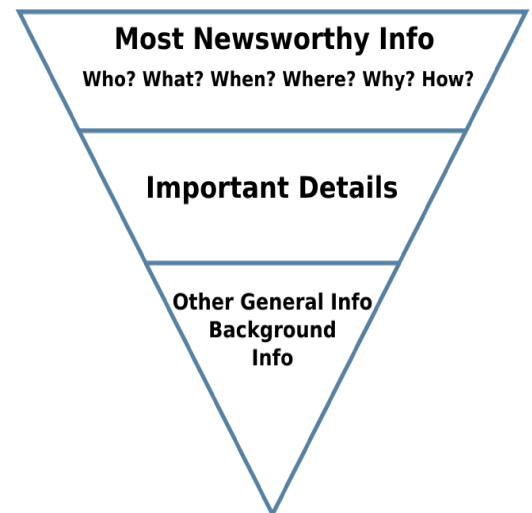 Most Newsworthy Info
Who? What? When? Where? Why? How?
Important Details
Other General Info
Background
Info